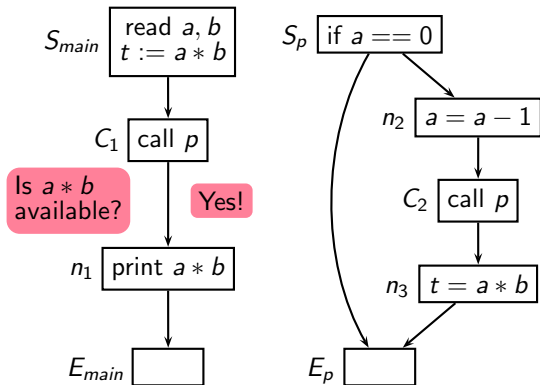 S_main
read a, b
t := a ∗ b
C_1
call p
Is a ∗ b
available?
Yes!
n_1
print a ∗ b
E_main
S_p
if a == 0
n_2
a = a − 1
C_2
call p
n_3
t = a ∗ b
E_p